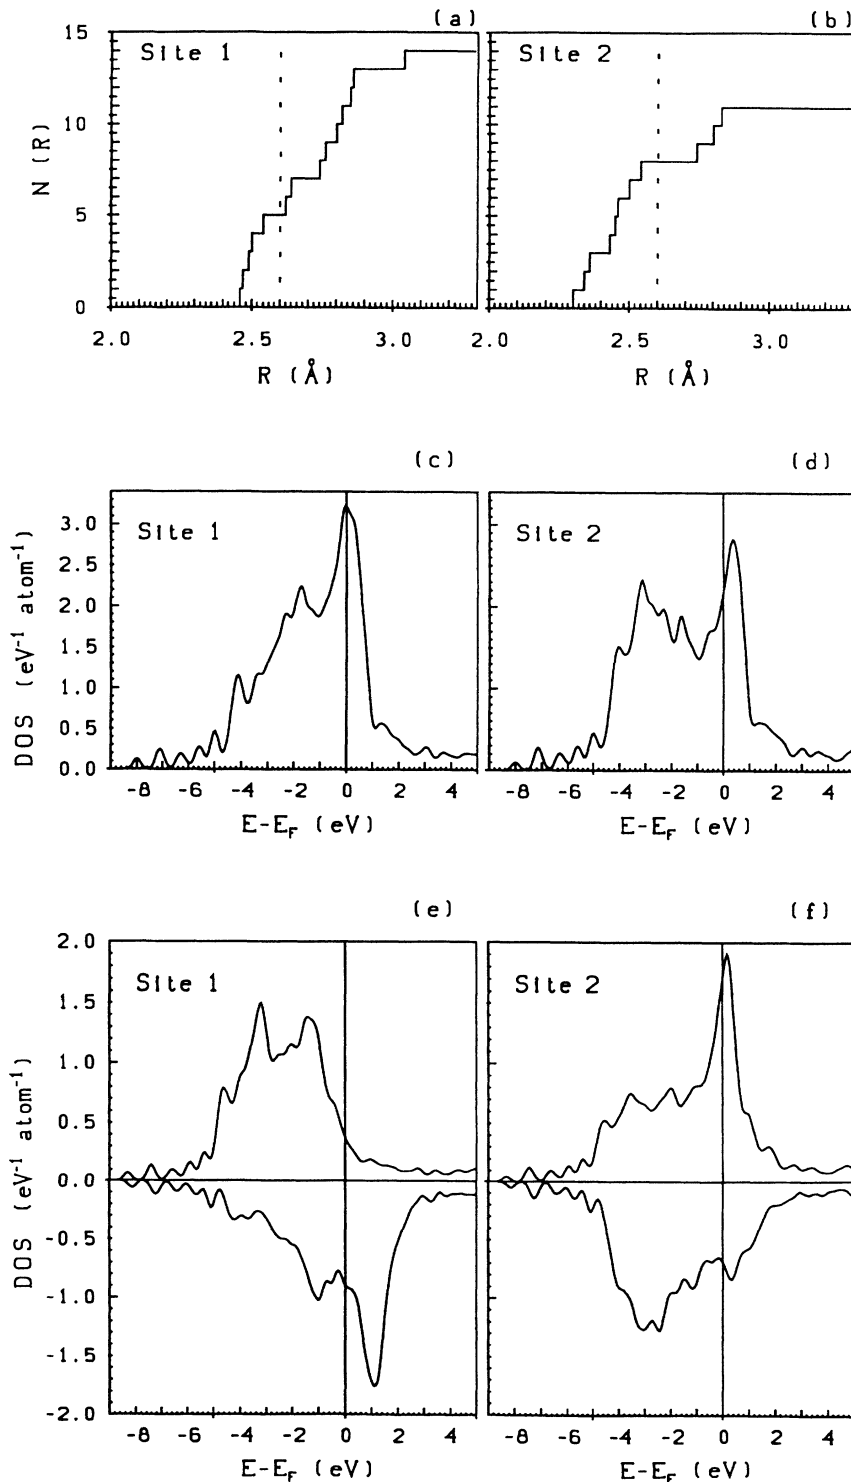 (a) (b)
15
Site 1
Site 2
10
N (R)
5
0
2.0 2.5 3.0 2.0 2.5 3.0
R (Å) R (Å)
(c) (d)
3.0
Site 1
Site 2
2.5
2.0
1.5
1.0
0.5
0.0
DOS (eV⁻¹ atom⁻¹)
-8 -6 -4 -2 0 2 4 -8 -6 -4 -2 0 2 4
E-E_F (eV) E-E_F (eV)
(e) (f)
2.0
Site 1
Site 2
1.5
1.0
0.5
0.0
-0.5
-1.0
-1.5
-2.0
DOS (eV⁻¹ atom⁻¹)
-8 -6 -4 -2 0 2 4 -8 -6 -4 -2 0 2 4
E-E_F (eV) E-E_F (eV)